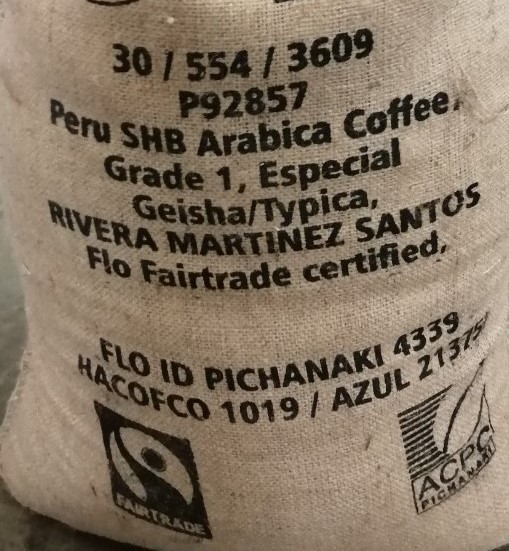 30 / 554 / 3609
P92857
Peru SHB Arabica Coffee,
Grade 1, Especial
Geisha/Typica,
RIVERA MARTINEZ SANTOS
Flo Fairtrade certified,
FLO ID PICHANAKI 4339
HACOFCO 1019 / AZUL 21375
FAIRTRADE
ACPC
PICHANAKI